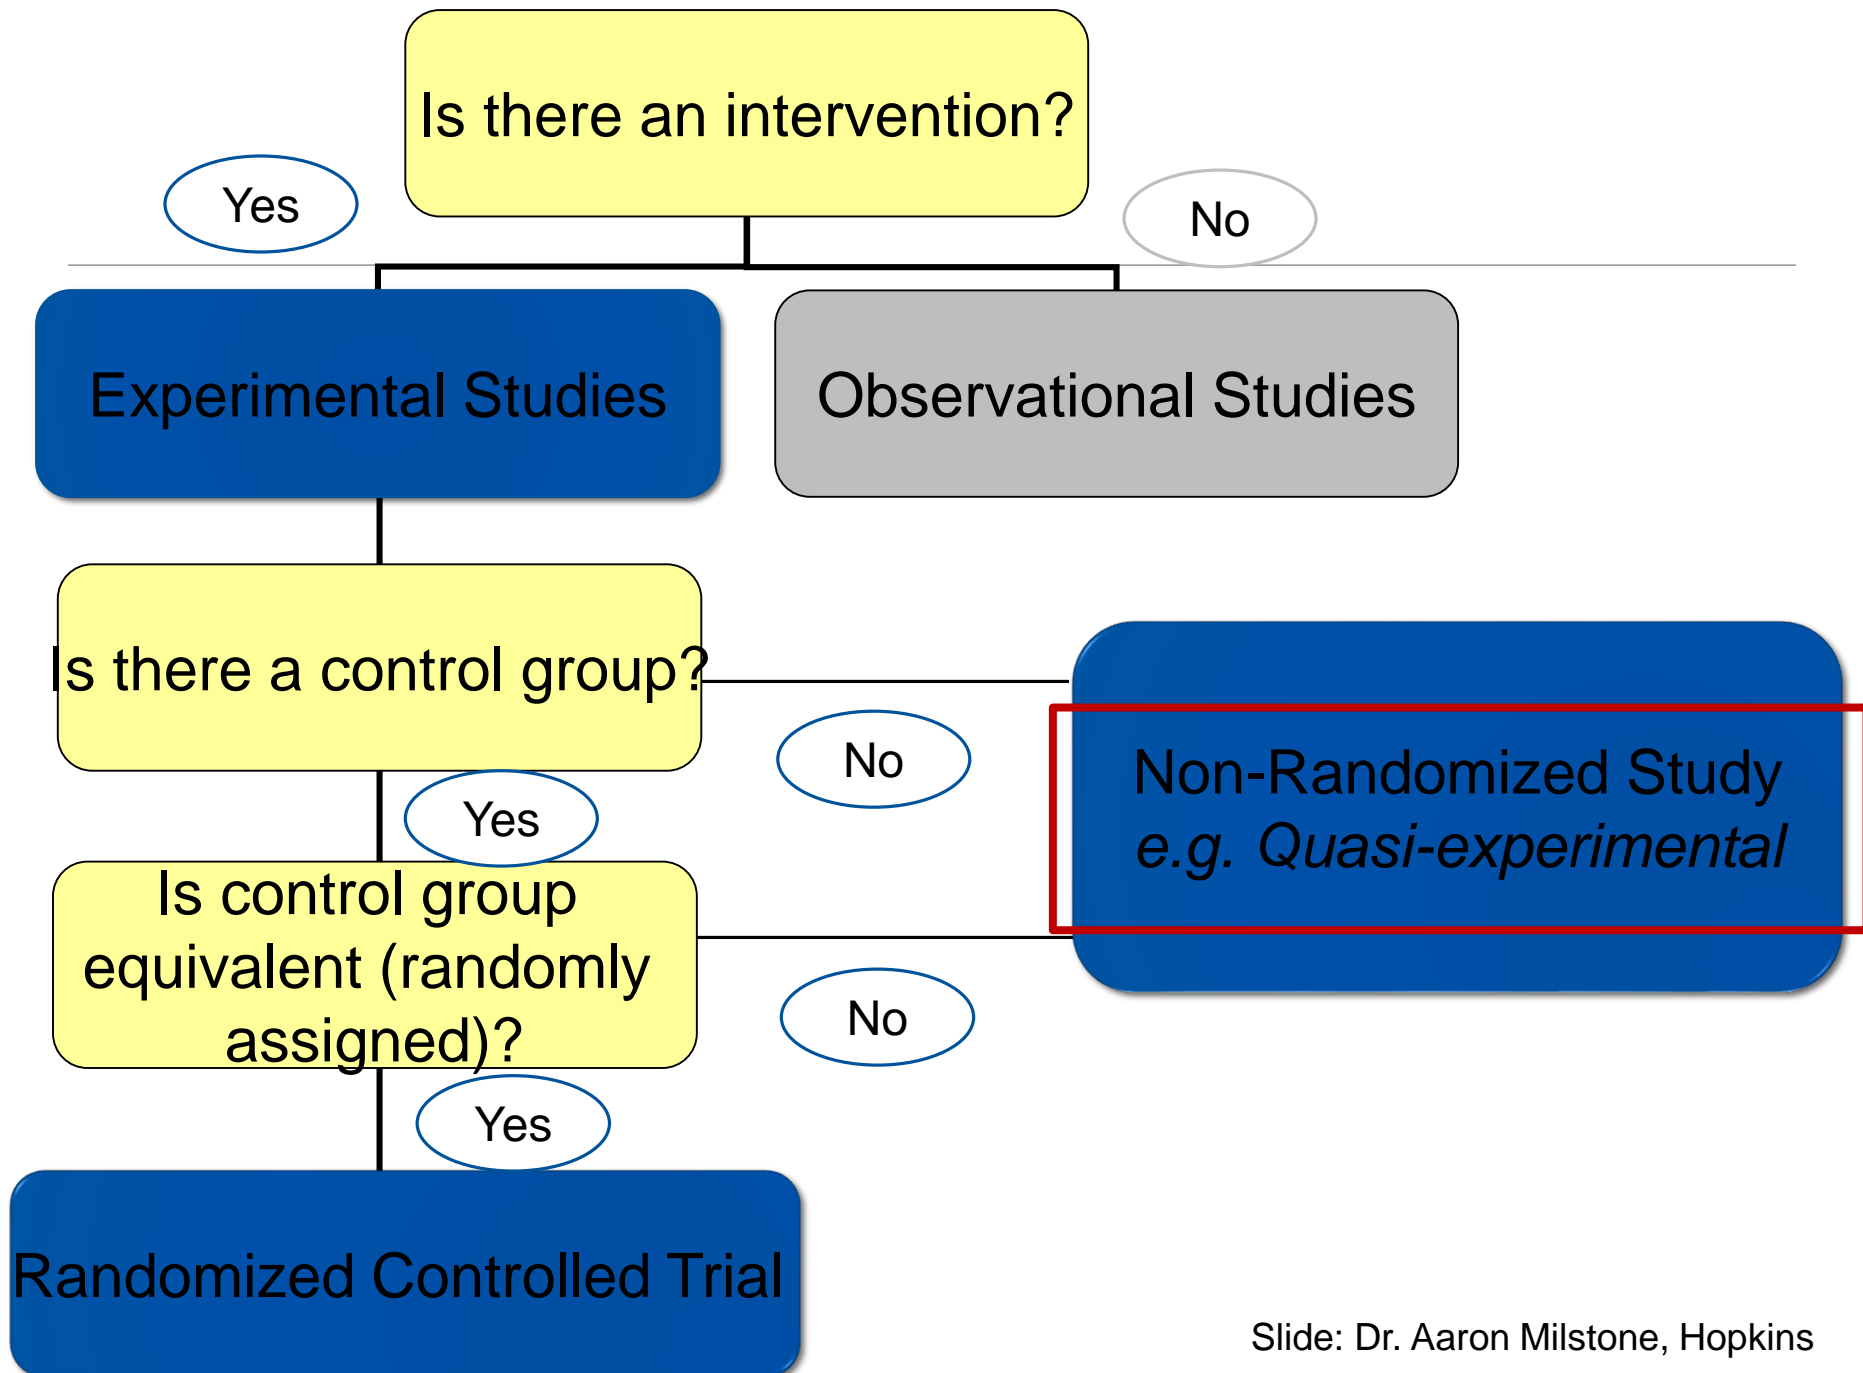 Is there an intervention?
Yes
No
Experimental Studies
Observational Studies
Is there a control group?
No
Non-Randomized Study
e.g. Quasi-experimental
Yes
Is control group
equivalent (randomly
assigned)?
No
Yes
Randomized Controlled Trial
Slide: Dr. Aaron Milstone, Hopkins